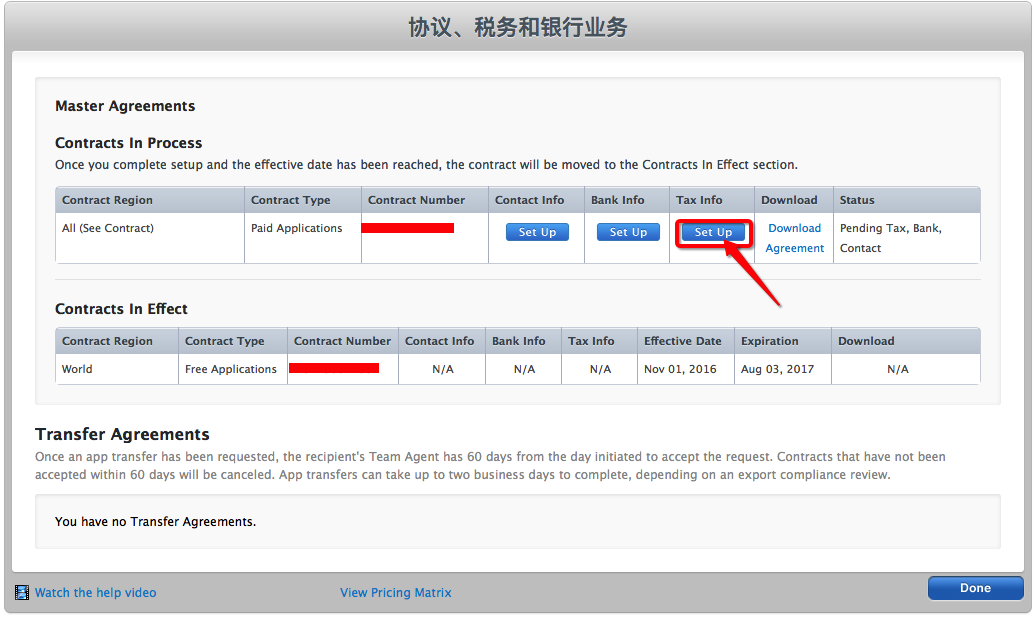 协议、税务和银行业务
Master Agreements
Contracts In Process
Once you complete setup and the effective date has been reached, the contract will be moved to the Contracts In Effect section.
Contract Region Contract Type Contract Number Contact Info Bank Info Tax Info Download Status
All (See Contract) Paid Applications Set Up Set Up Set Up Download Pending Tax, Bank,
Agreement Contact
Contracts In Effect
Contract Region Contract Type Contract Number Contact Info Bank Info Tax Info Effective Date Expiration Download
World Free Applications N/A N/A N/A Nov 01, 2016 Aug 03, 2017 N/A
Transfer Agreements
Once an app transfer has been requested, the recipient's Team Agent has 60 days from the day initiated to accept the request. Contracts that have not been
accepted within 60 days will be canceled. App transfers can take up to two business days to complete, depending on an export compliance review.
You have no Transfer Agreements.
Watch the help video View Pricing Matrix Done